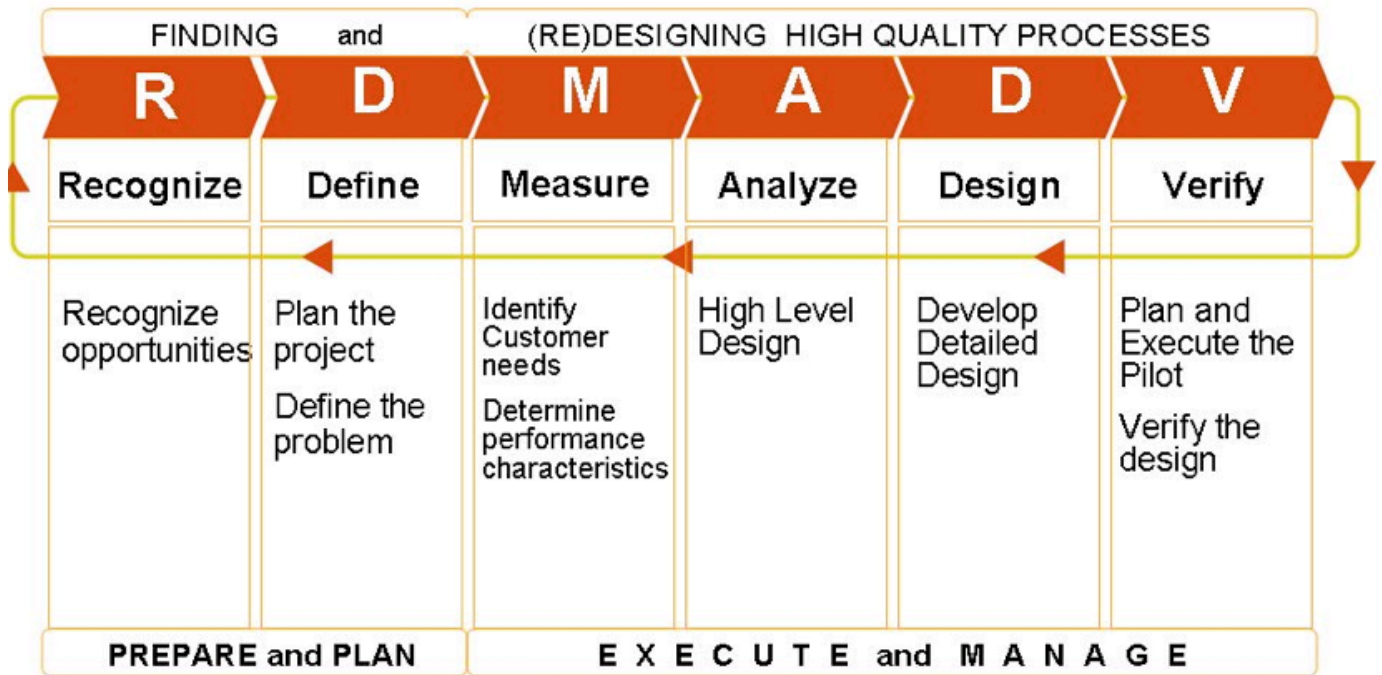 FINDING and (RE)DESIGNING HIGH QUALITY PROCESSES
R D M A D V
Recognize Define Measure Analyze Design Verify
Recognize
opportunities
Plan the
project
Define the
problem
Identify
Customer
needs
Determine
performance
characteristics
High Level
Design
Develop
Detailed
Design
Plan and
Execute the
Pilot
Verify the
design
PREPARE and PLAN E X E C U T E and M A N A G E